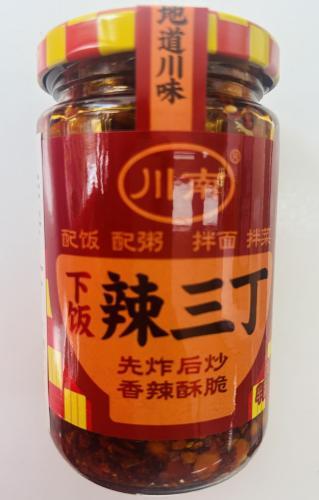 地道川味
川南®
配饭 配粥 拌面 拌菜
下饭
辣三丁
先炸后炒
香辣酥脆